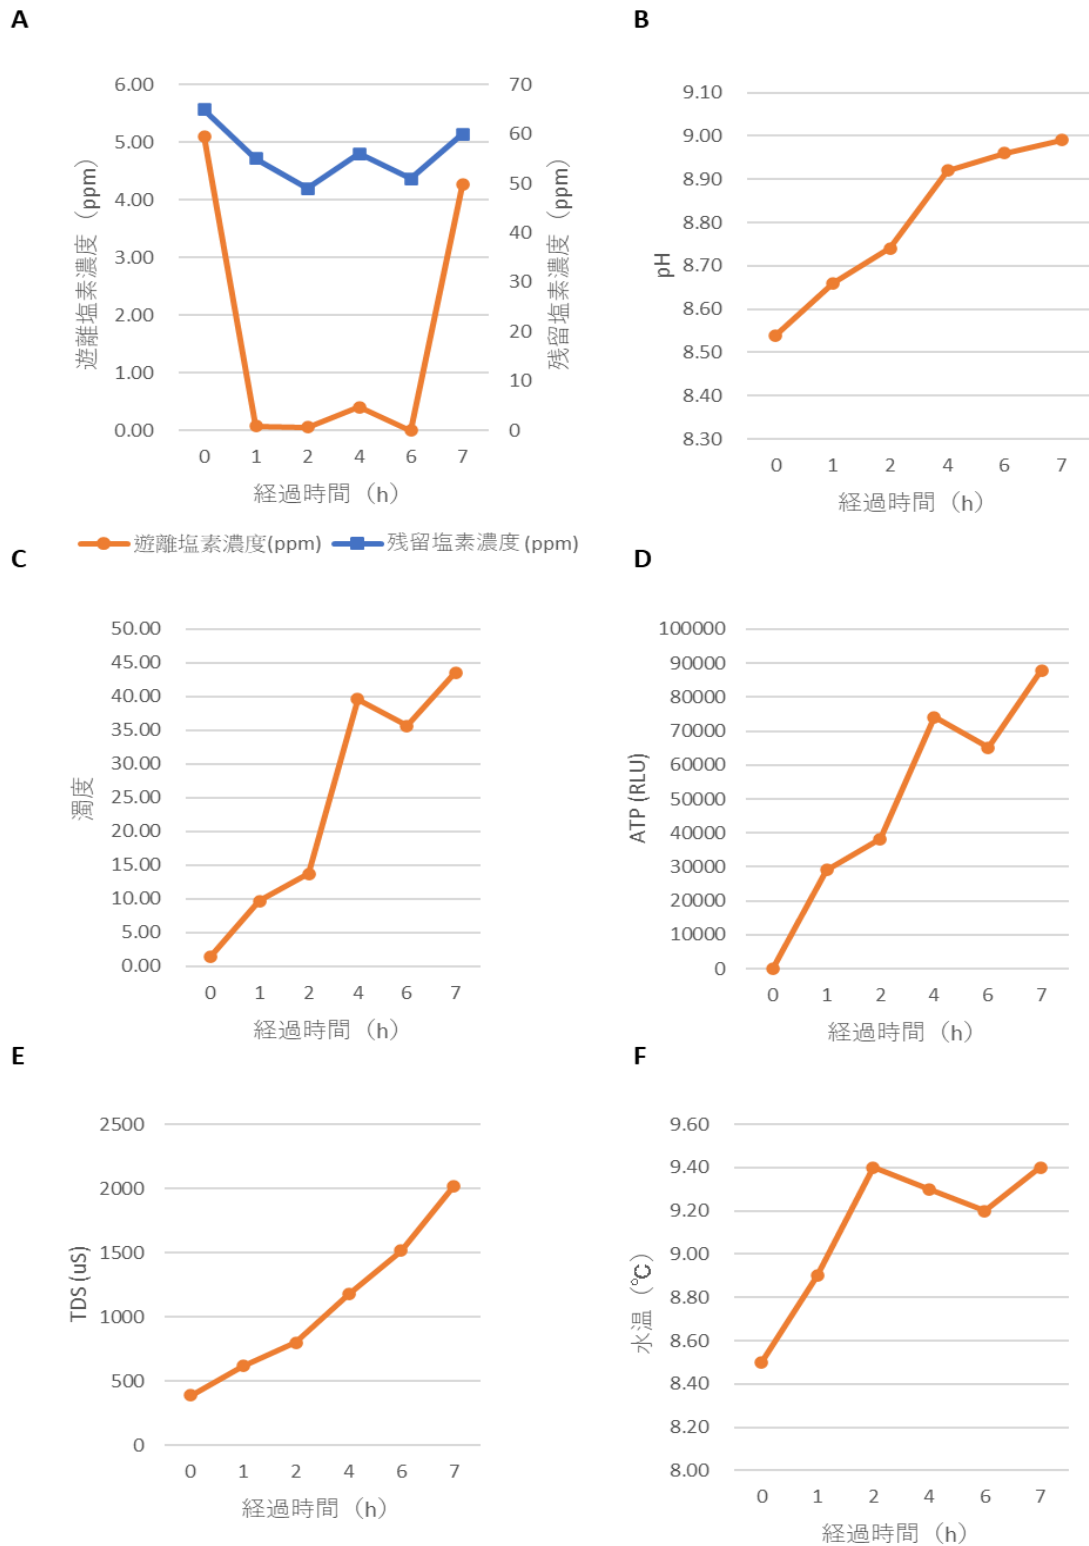 A
6.00
5.00
4.00
3.00
2.00
1.00
0.00
遊離塩素濃度（ppm）
70
60
50
40
30
20
10
0
残留塩素濃度（ppm）
0 1 2 4 6 7
経過時間（h）
遊離塩素濃度(ppm) 残留塩素濃度(ppm)
B
9.10
9.00
8.90
8.80
8.70
8.60
8.50
8.40
8.30
pH
0 1 2 4 6 7
経過時間（h）
C
50.00
45.00
40.00
35.00
30.00
25.00
20.00
15.00
10.00
5.00
0.00
濁度
0 1 2 4 6 7
経過時間（h）
D
100000
90000
80000
70000
60000
50000
40000
30000
20000
10000
0
ATP (RLU)
0 1 2 4 6 7
経過時間（h）
E
2500
2000
1500
1000
500
0
TDS (uS)
0 1 2 4 6 7
経過時間（h）
F
9.60
9.40
9.20
9.00
8.80
8.60
8.40
8.20
8.00
水温（℃）
0 1 2 4 6 7
経過時間（h）